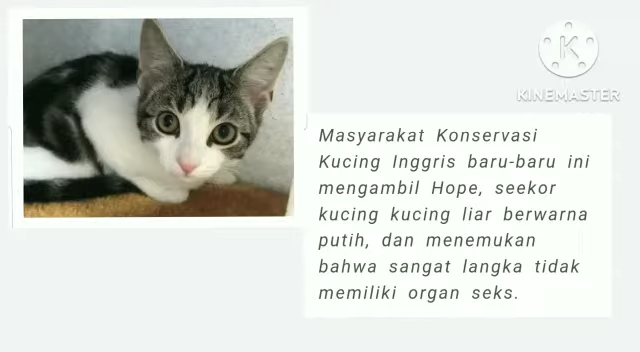 KINEMASTER
Masyarakat Konservasi
Kucing Inggris baru-baru ini
mengambil Hope, seekor
kucing kucing liar berwarna
putih, dan menemukan
bahwa sangat langka tidak
memiliki organ seks.